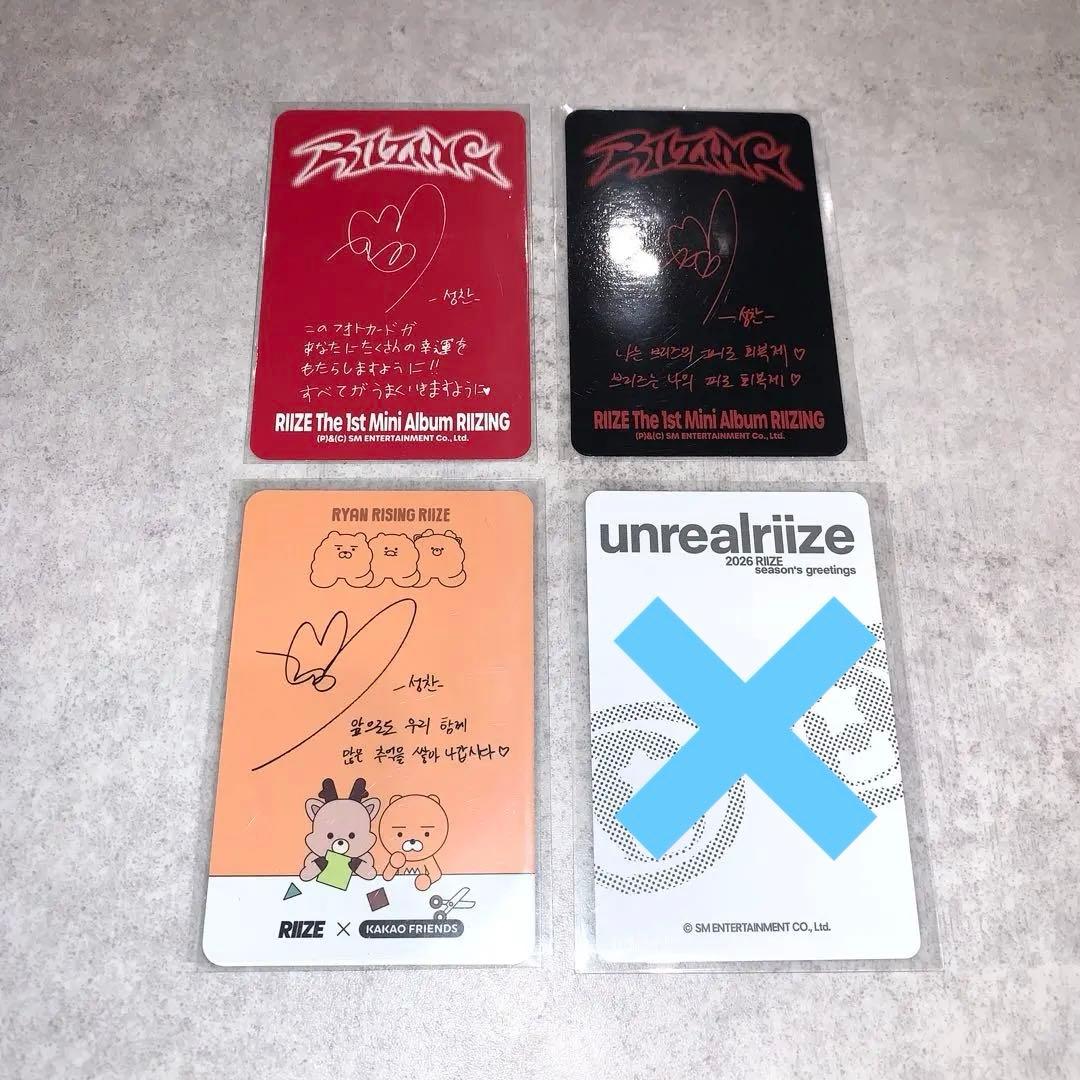 RIIZING
-성찬-
このフォトカードが
あなたにたくさんの幸運を
もたらしますように!!
すべてがうまくいきますように♥
RIIZE The 1st Mini Album RIIZING
(P)&(C) SM ENTERTAINMENT Co., Ltd.
RIIZING
-성찬-
나는 브리즈의 피로 회복제 ♡
브리즈는 나의 피로 회복제 ♡
RIIZE The 1st Mini Album RIIZING
(P)&(C) SM ENTERTAINMENT Co., Ltd.
RYAN RISING RIIZE
-성찬-
앞으로도 우리 함께
많은 추억을 쌓아 나갑시다 ♡
RIIZE × KAKAO FRIENDS
unrealriize
2026 RIIZE
season's greetings
© SM ENTERTAINMENT CO., Ltd.